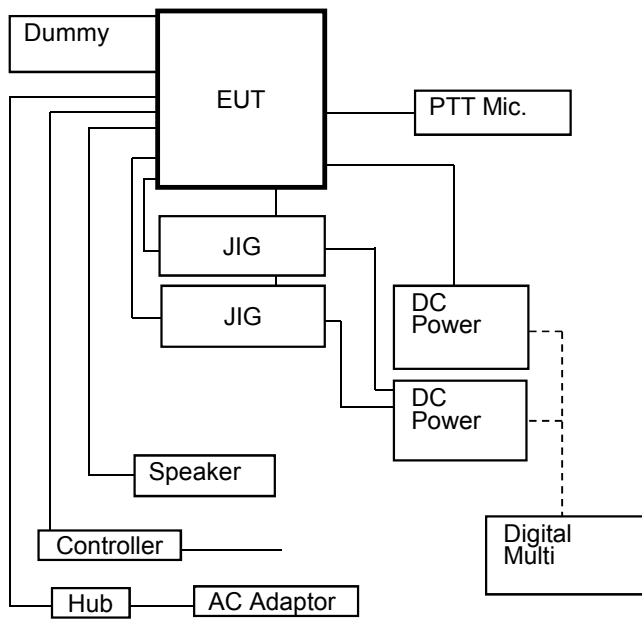 Dummy
EUT
PTT Mic.
JIG
JIG
DC
Power
DC
Power
Speaker
Digital
Multi
Controller
Hub
AC Adaptor